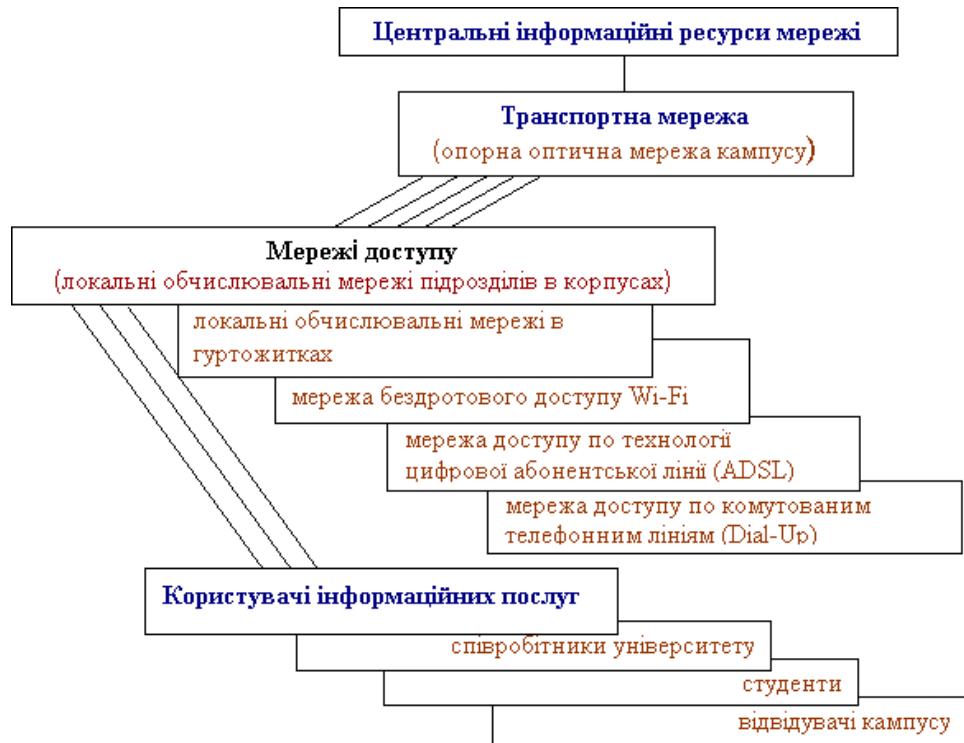 Центральні інформаційні ресурси мережі
Транспортна мережа
(опорна оптична мережа кампусу)
Мережі доступу
(локальні обчислювальні мережі підрозділів в корпусах)
локальні обчислювальні мережі в
гуртожитках
мережа бездротового доступу Wi-Fi
мережа доступу по технології
цифрової абонентської лінії (ADSL)
мережа доступу по комутованим
телефонним лініям (Dial-Up)
Користувачі інформаційних послуг
співробітники університету
студенти
відвідувачі кампусу